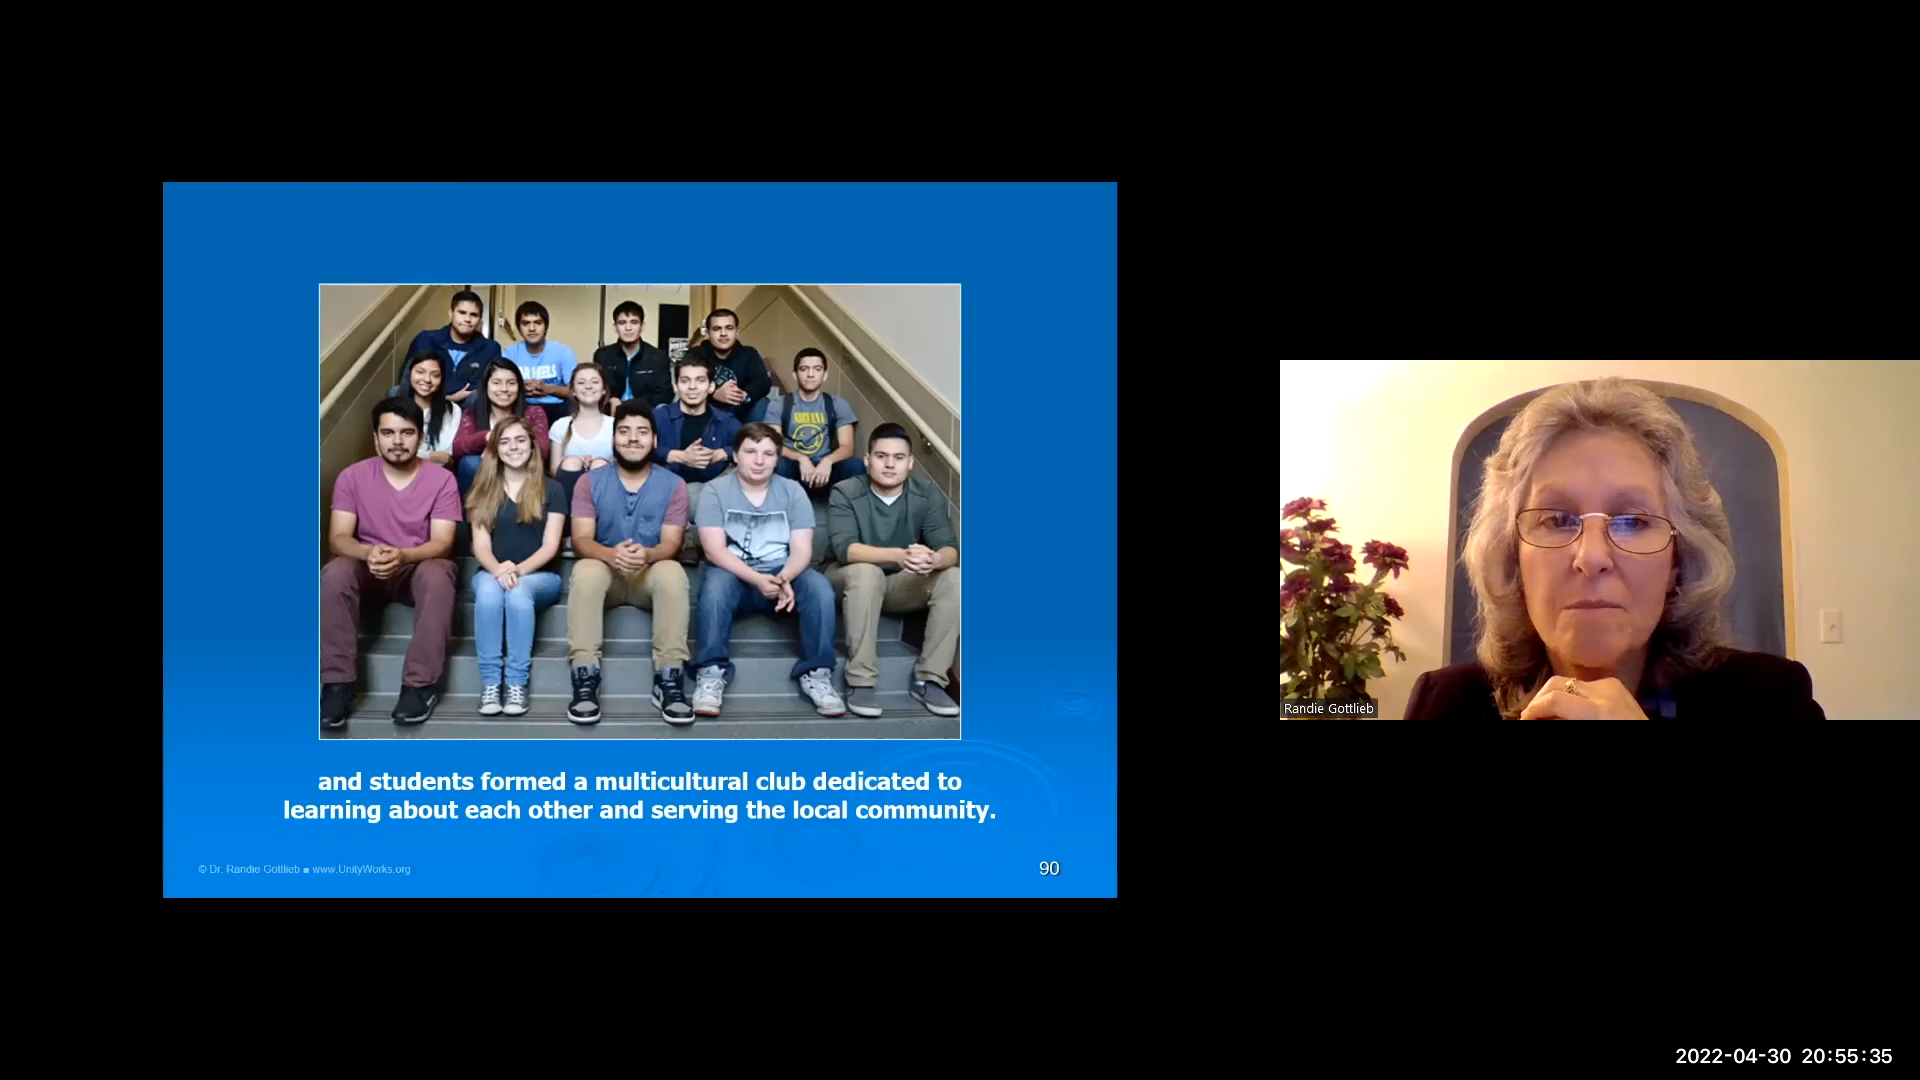 NIRVANA
and students formed a multicultural club dedicated to
learning about each other and serving the local community.
© Dr. Randie Gottlieb ■ www.UnityWorks.org
90
Randie Gottlieb
2022-04-30 20:55:35